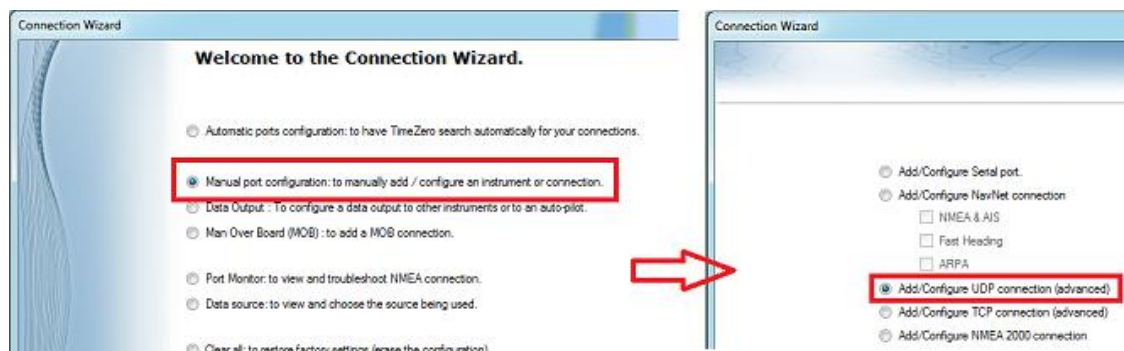 Connection Wizard
Welcome to the Connection Wizard.
Automatic ports configuration: to have TimeZero search automatically for your connections.
Manual port configuration: to manually add / configure an instrument or connection.
Data Output : To configure a data output to other instruments or to an auto-pilot.
Man Over Board (MOB) : to add a MOB connection.
Port Monitor: to view and troubleshoot NMEA connection.
Data source: to view and choose the source being used.
Clear all: to restore factory settings (erase the configuration)
Connection Wizard
Add/Configure Serial port.
Add/Configure NavNet connection
NMEA & AIS
Fast Heading
ARPA
Add/Configure UDP connection (advanced)
Add/Configure TCP connection (advanced)
Add/Configure NMEA 2000 connection